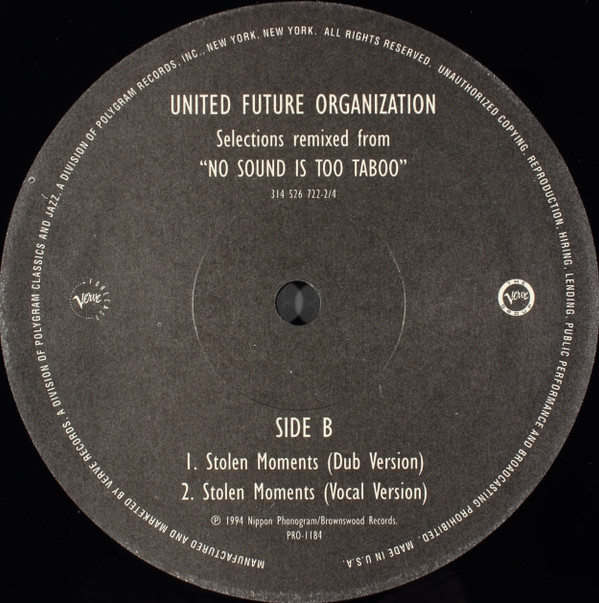 UNITED FUTURE ORGANIZATION
Selections remixed from
“NO SOUND IS TOO TABOO”
314 526 722-2/4
Verve
FORECAST
THE
Verve
GROUP
SIDE B
1. Stolen Moments (Dub Version)
2. Stolen Moments (Vocal Version)
℗ 1994 Nippon Phonogram/Brownswood Records.
PRO-1184
MANUFACTURED AND MARKETED BY VERVE RECORDS, A DIVISION OF POLYGRAM CLASSICS AND JAZZ, A DIVISION OF POLYGRAM RECORDS, INC., NEW YORK, NEW YORK. ALL RIGHTS RESERVED. UNAUTHORIZED COPYING, REPRODUCTION, HIRING, LENDING, PUBLIC PERFORMANCE AND BROADCASTING PROHIBITED. MADE IN U.S.A.